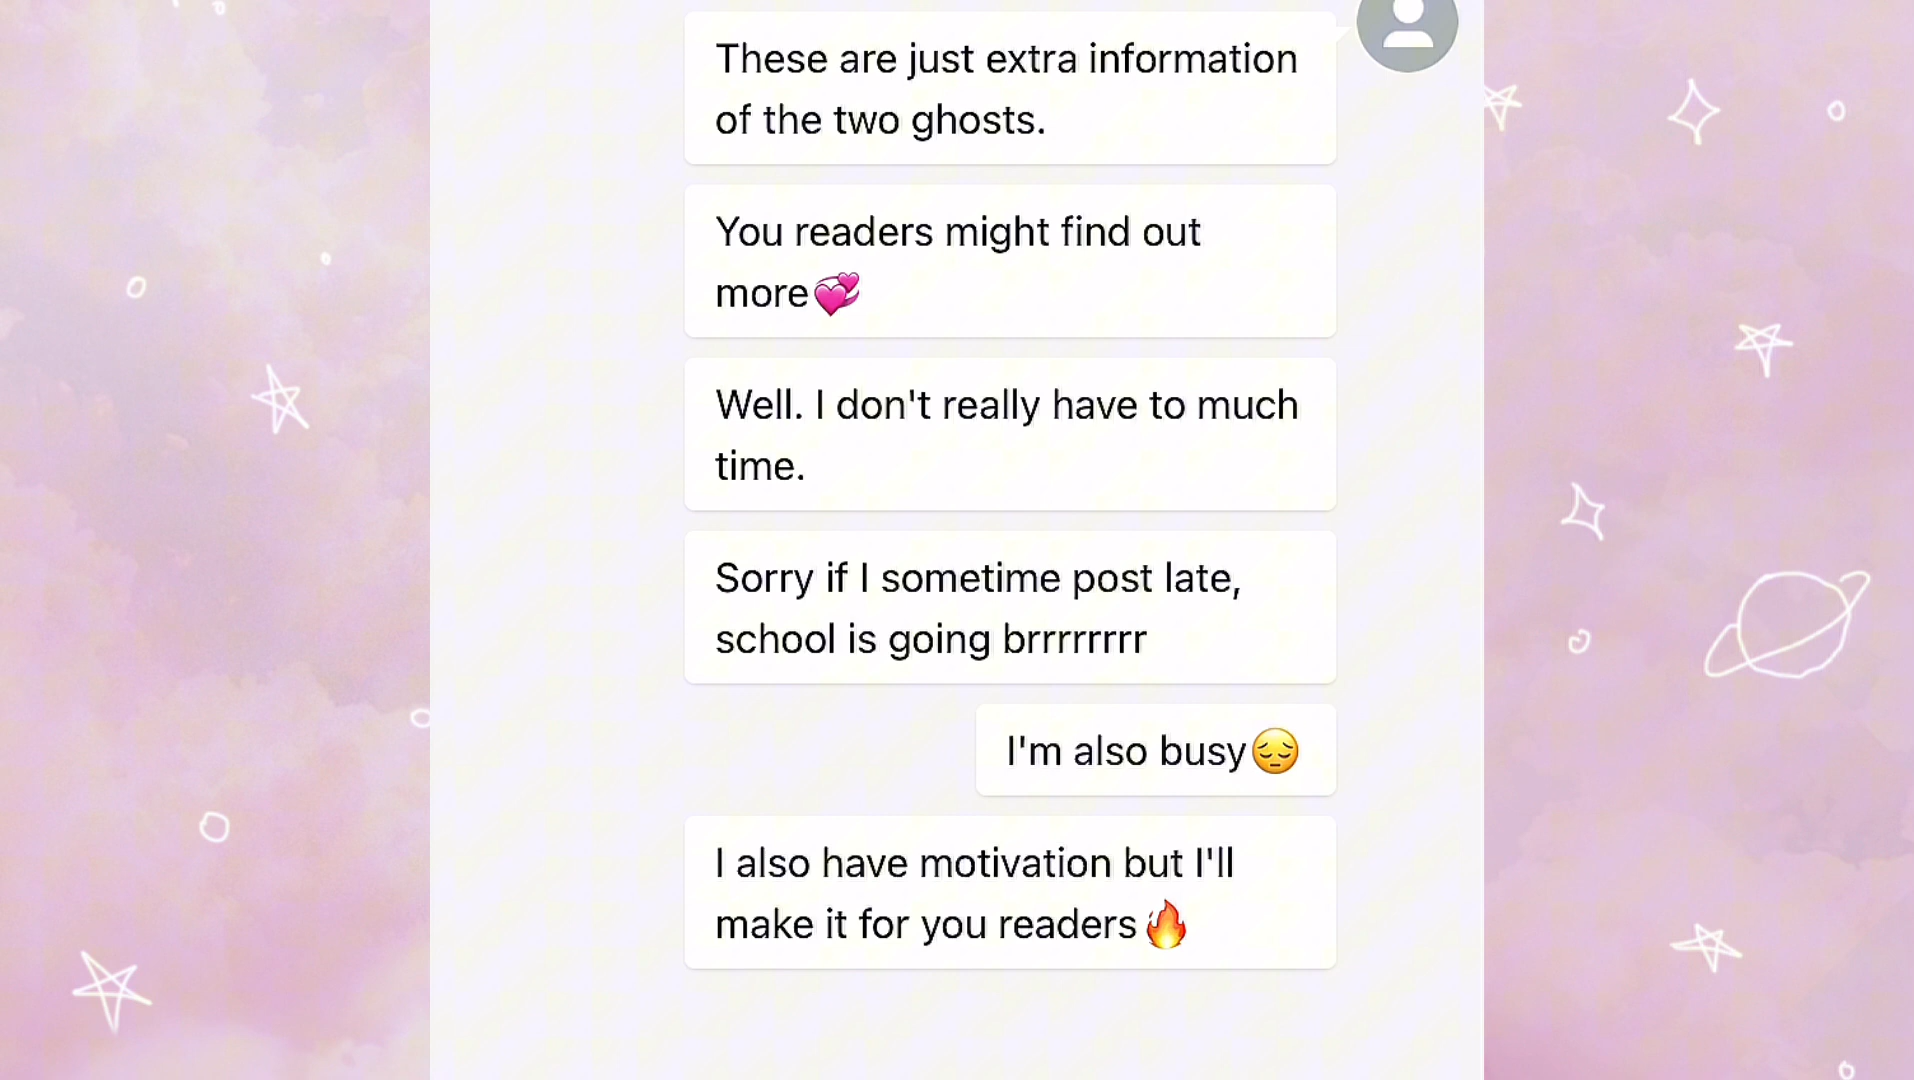 These are just extra information
of the two ghosts.
You readers might find out
more💞
Well. I don't really have to much
time.
Sorry if I sometime post late,
school is going brrrrrrrr
I'm also busy😔
I also have motivation but I'll
make it for you readers🔥